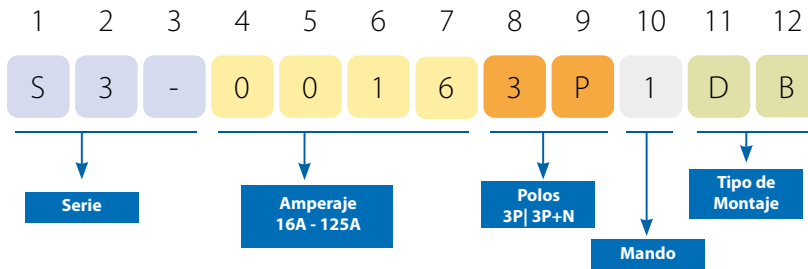 1 2 3 4 5 6 7 8 9 10 11 12
S 3 - 0 0 1 6 3 P 1 D B
Serie
Amperaje
16A - 125A
Polos
3P| 3P+N
Mando
Tipo de
Montaje